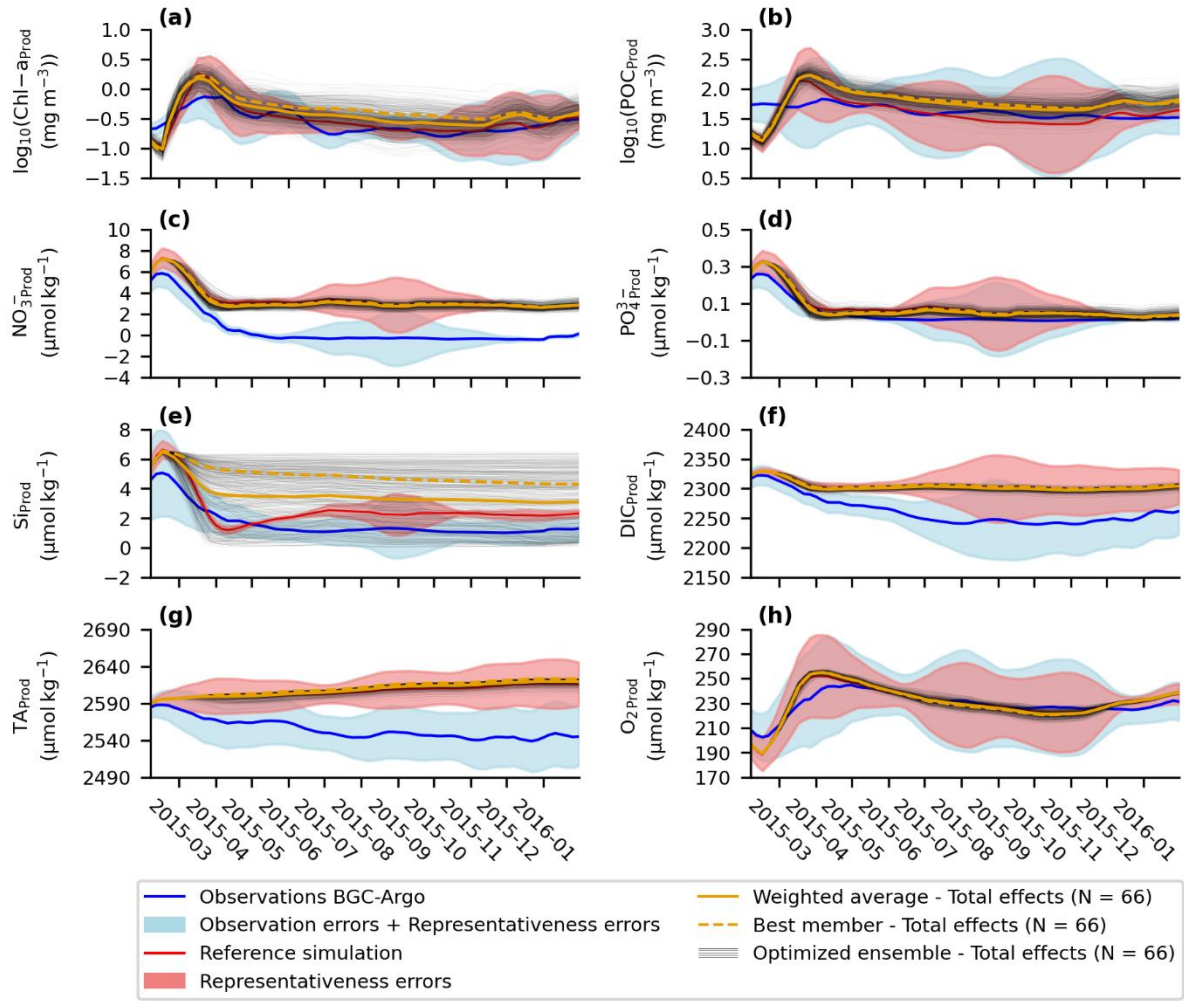 (a)
log₁₀(Chl−a_Prod)
(mg m⁻³))
1.0
0.5
0.0
−0.5
−1.0
−1.5
(b)
log₁₀(POC_Prod)
(mg m⁻³))
3.0
2.5
2.0
1.5
1.0
0.5
(c)
NO₃⁻ Prod
(μmol kg⁻¹)
10
8
6
4
2
0
−2
−4
(d)
PO₄³⁻ Prod
(μmol kg⁻¹)
0.5
0.3
0.1
−0.1
−0.3
(e)
Si_Prod
(μmol kg⁻¹)
8
6
4
2
0
−2
(f)
DIC_Prod
(μmol kg⁻¹)
2400
2350
2300
2250
2200
2150
(g)
TA_Prod
(μmol kg⁻¹)
2690
2640
2590
2540
2490
(h)
O₂ Prod
(μmol kg⁻¹)
290
270
250
230
210
190
170
2015-03
2015-04
2015-05
2015-06
2015-07
2015-08
2015-09
2015-10
2015-11
2015-12
2016-01
2015-03
2015-04
2015-05
2015-06
2015-07
2015-08
2015-09
2015-10
2015-11
2015-12
2016-01
Observations BGC-Argo
Observation errors + Representativeness errors
Reference simulation
Representativeness errors
Weighted average - Total effects (N = 66)
Best member - Total effects (N = 66)
Optimized ensemble - Total effects (N = 66)